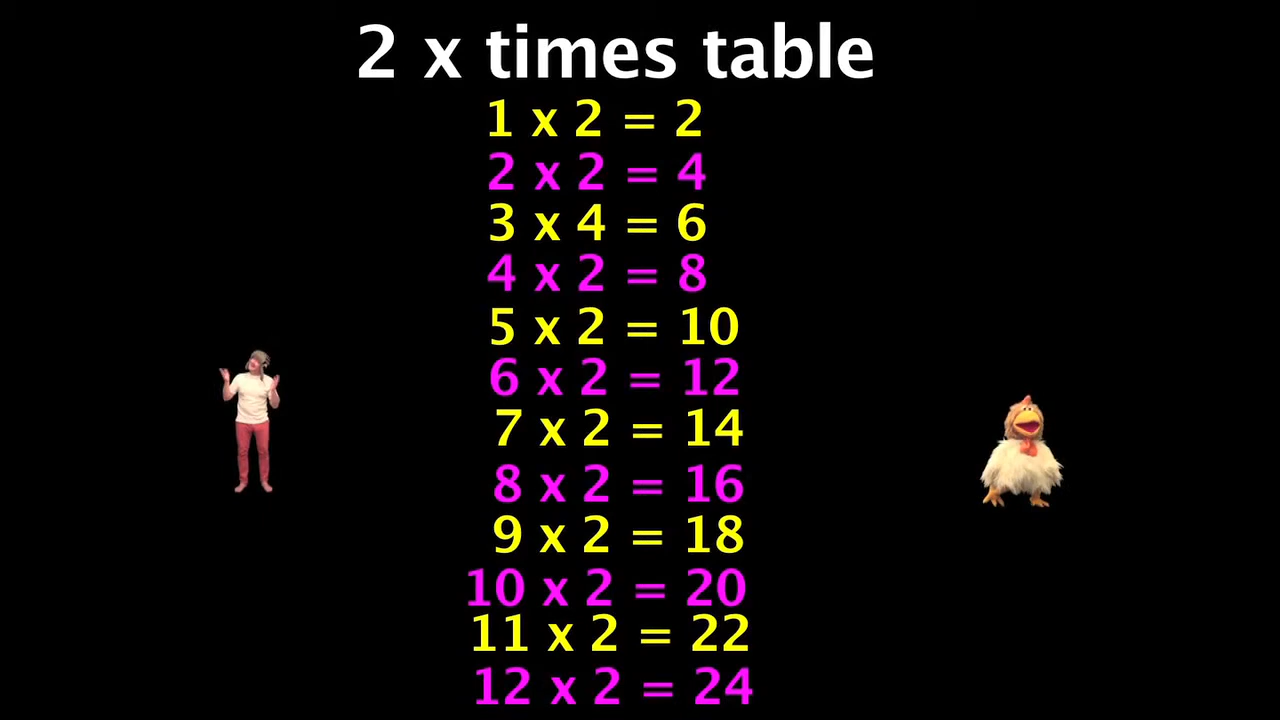 2 x times table
1 x 2 = 2
2 x 2 = 4
3 x 4 = 6
4 x 2 = 8
5 x 2 = 10
6 x 2 = 12
7 x 2 = 14
8 x 2 = 16
9 x 2 = 18
10 x 2 = 20
11 x 2 = 22
12 x 2 = 24